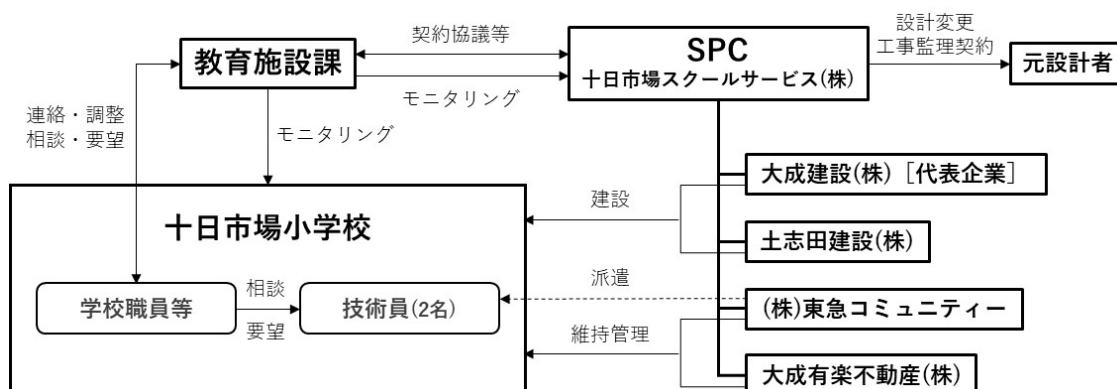 契約協議等
設計変更
工事監理契約
教育施設課
SPC
十日市場スクールサービス(株)
元設計者
モニタリング
連絡・調整
相談・要望
モニタリング
大成建設(株)［代表企業］
建設
十日市場小学校
土志田建設(株)
派遣
学校職員等
相談
要望
技術員(2名)
(株)東急コミュニティー
維持管理
大成有楽不動産(株)